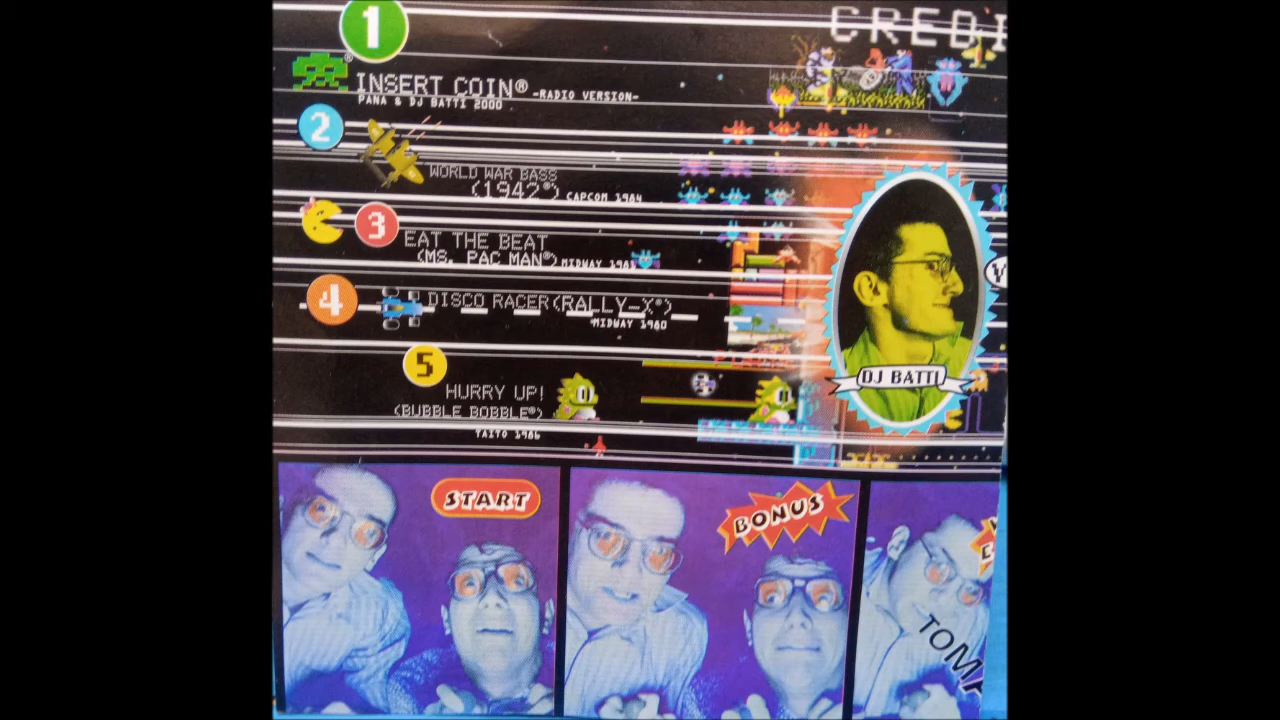 CREDI
1
INSERT COIN® -RADIO VERSION-
PANA & DJ BATTI 2000
2
WORLD WAR BASS
(1942®) CAPCOM 1984
3
EAT THE BEAT
(MS. PAC MAN®) MIDWAY 1981
4
DISCO RACER (RALLY-X®)
MIDWAY 1980
5
HURRY UP!
(BUBBLE BOBBLE®)
TAITO 1986
DJ BATTI
START
BONUS
TOMA